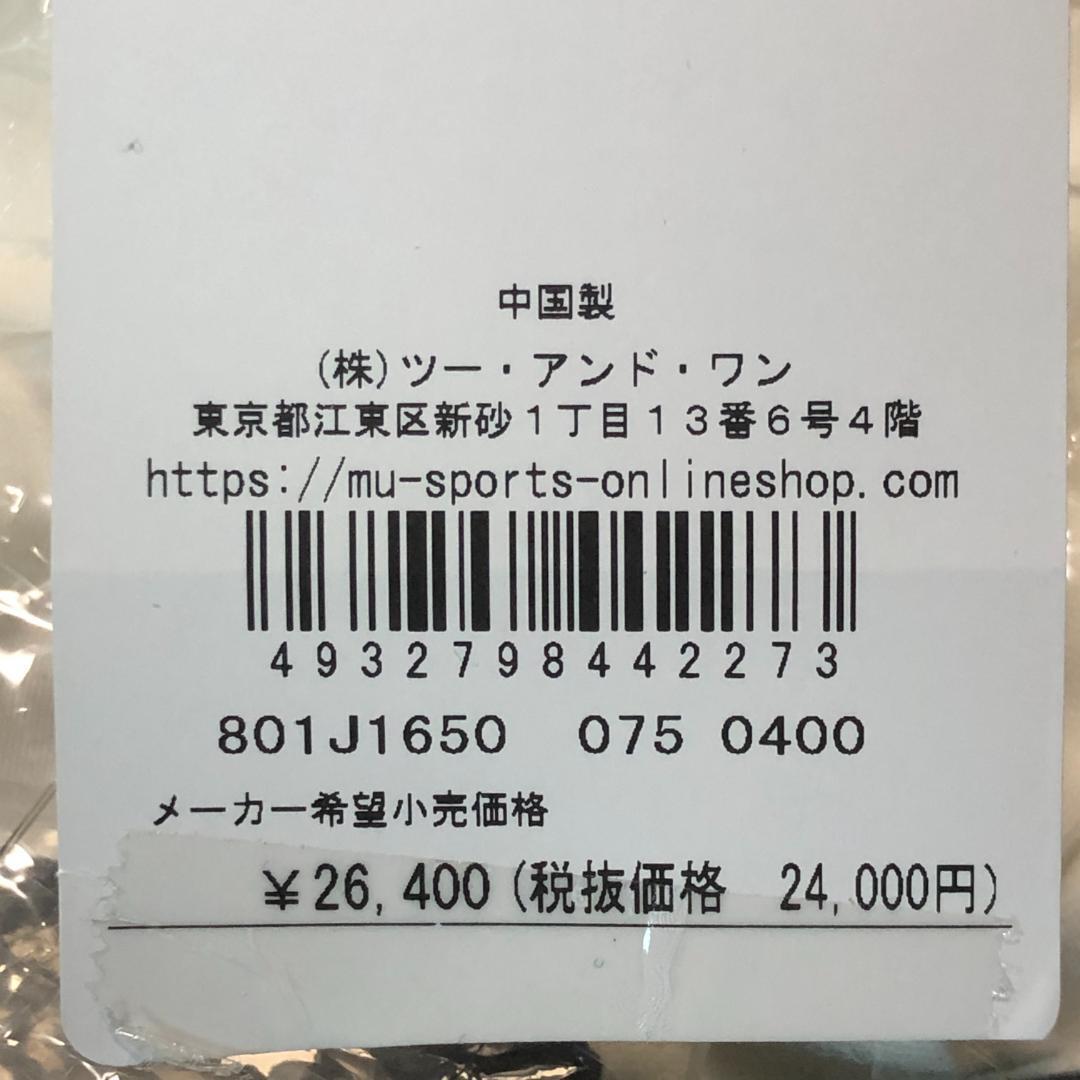 中国製
(株)ツー・アンド・ワン
東京都江東区新砂1丁目13番6号4階
https://mu-sports-onlineshop.com
4932798442273
801J1650 075 0400
メーカー希望小売価格
¥26,400(税抜価格 24,000円)